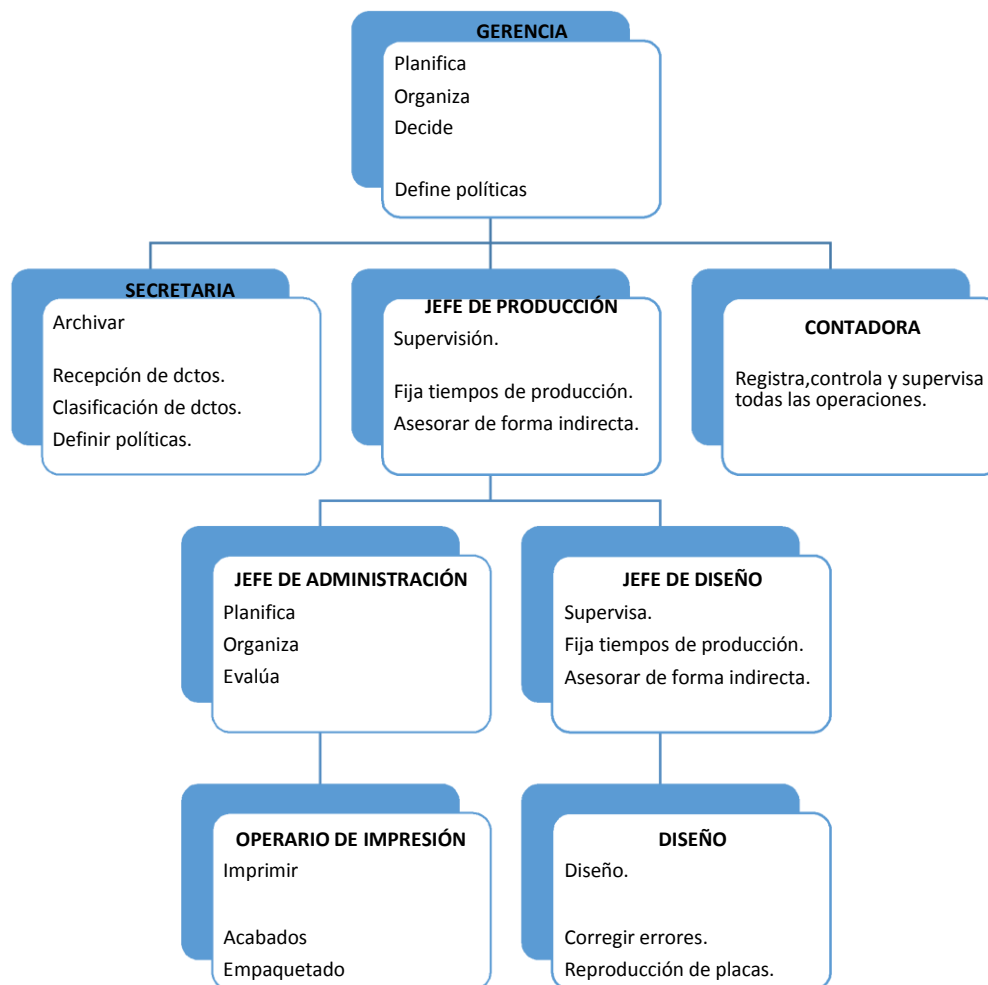 GERENCIA
Planifica
Organiza
Decide
Define políticas
SECRETARIA
Archivar
Recepción de dctos.
Clasificación de dctos.
Definir políticas.
JEFE DE PRODUCCIÓN
Supervisión.
Fija tiempos de producción.
Asesorar de forma indirecta.
CONTADORA
Registra,controla y supervisa
todas las operaciones.
JEFE DE ADMINISTRACIÓN
Planifica
Organiza
Evalúa
JEFE DE DISEÑO
Supervisa.
Fija tiempos de producción.
Asesorar de forma indirecta.
OPERARIO DE IMPRESIÓN
Imprimir
Acabados
Empaquetado
DISEÑO
Diseño.
Corregir errores.
Reproducción de placas.